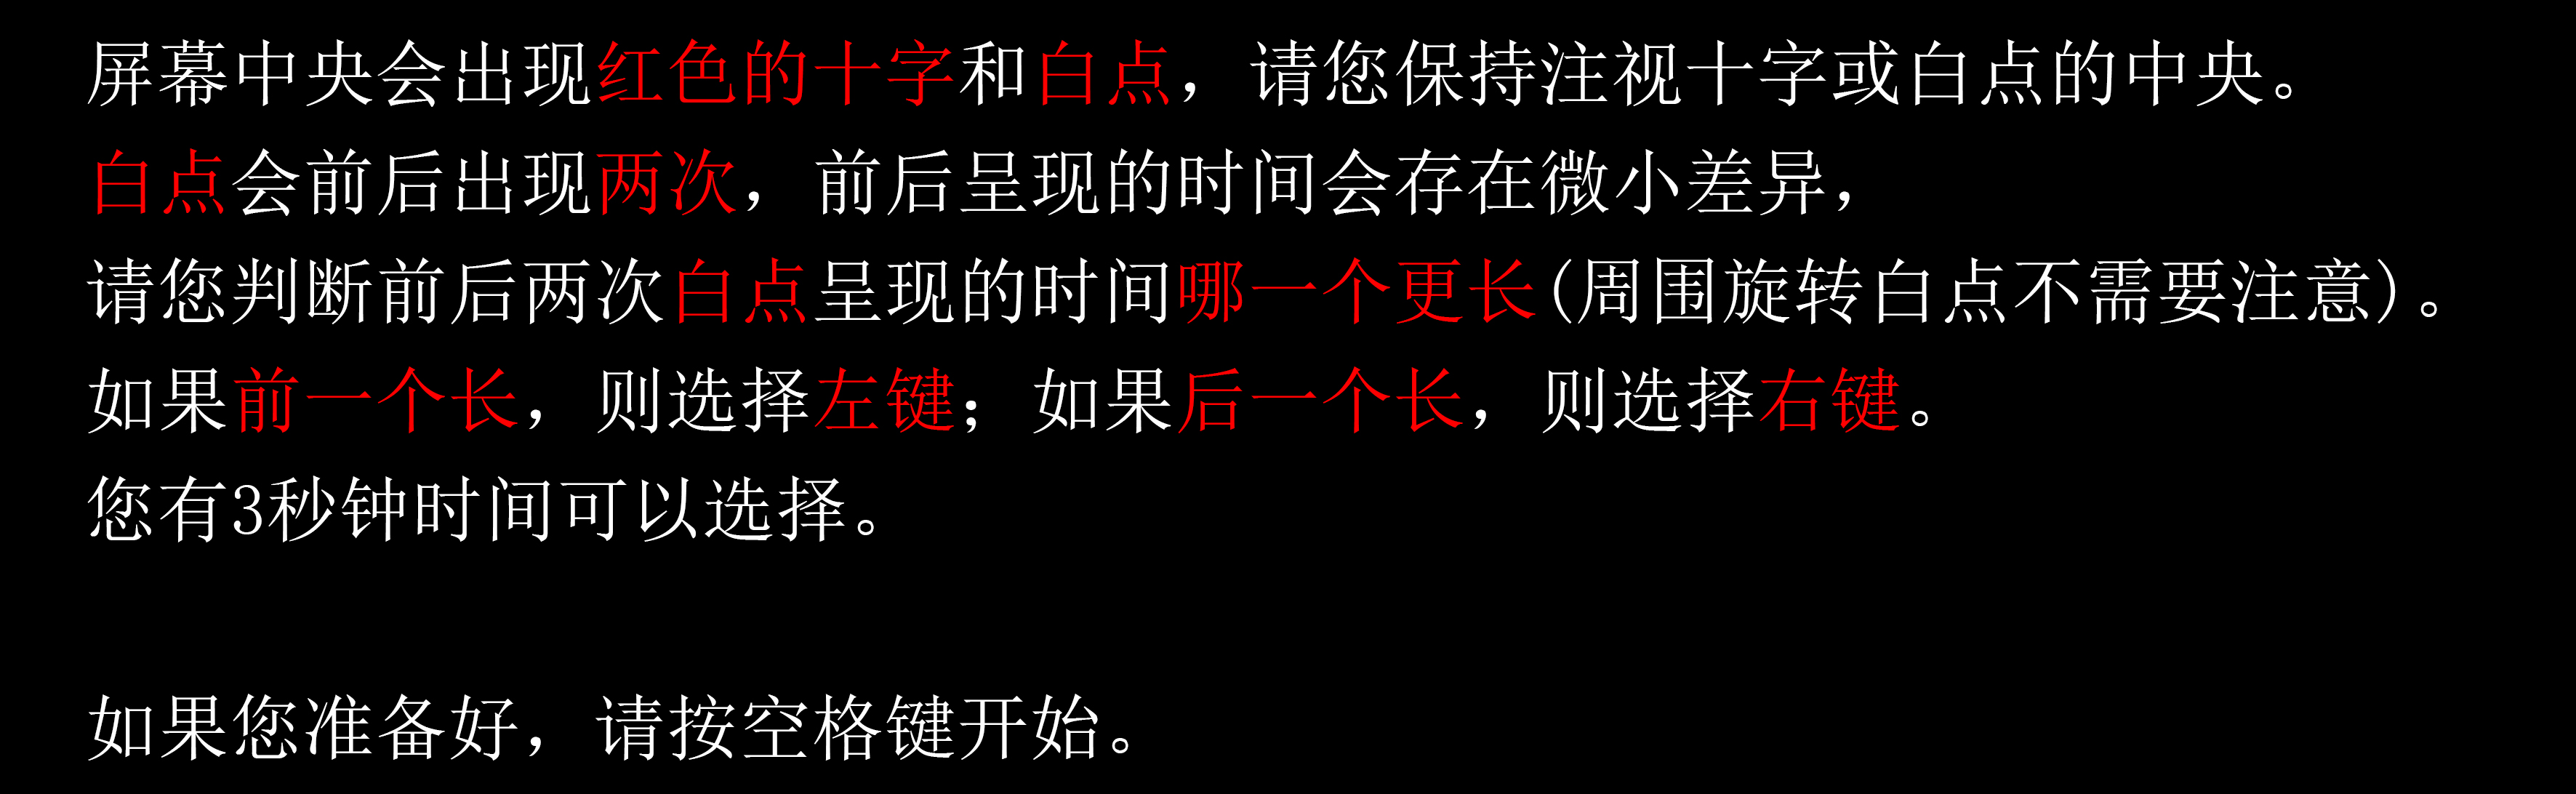 屏幕中央会出现红色的十字和白点，请您保持注视十字或白点的中央。
白点会前后出现两次，前后呈现的时间会存在微小差异，
请您判断前后两次白点呈现的时间哪一个更长(周围旋转白点不需要注意)。
如果前一个长，则选择左键；如果后一个长，则选择右键。
您有3秒钟时间可以选择。
如果您准备好，请按空格键开始。